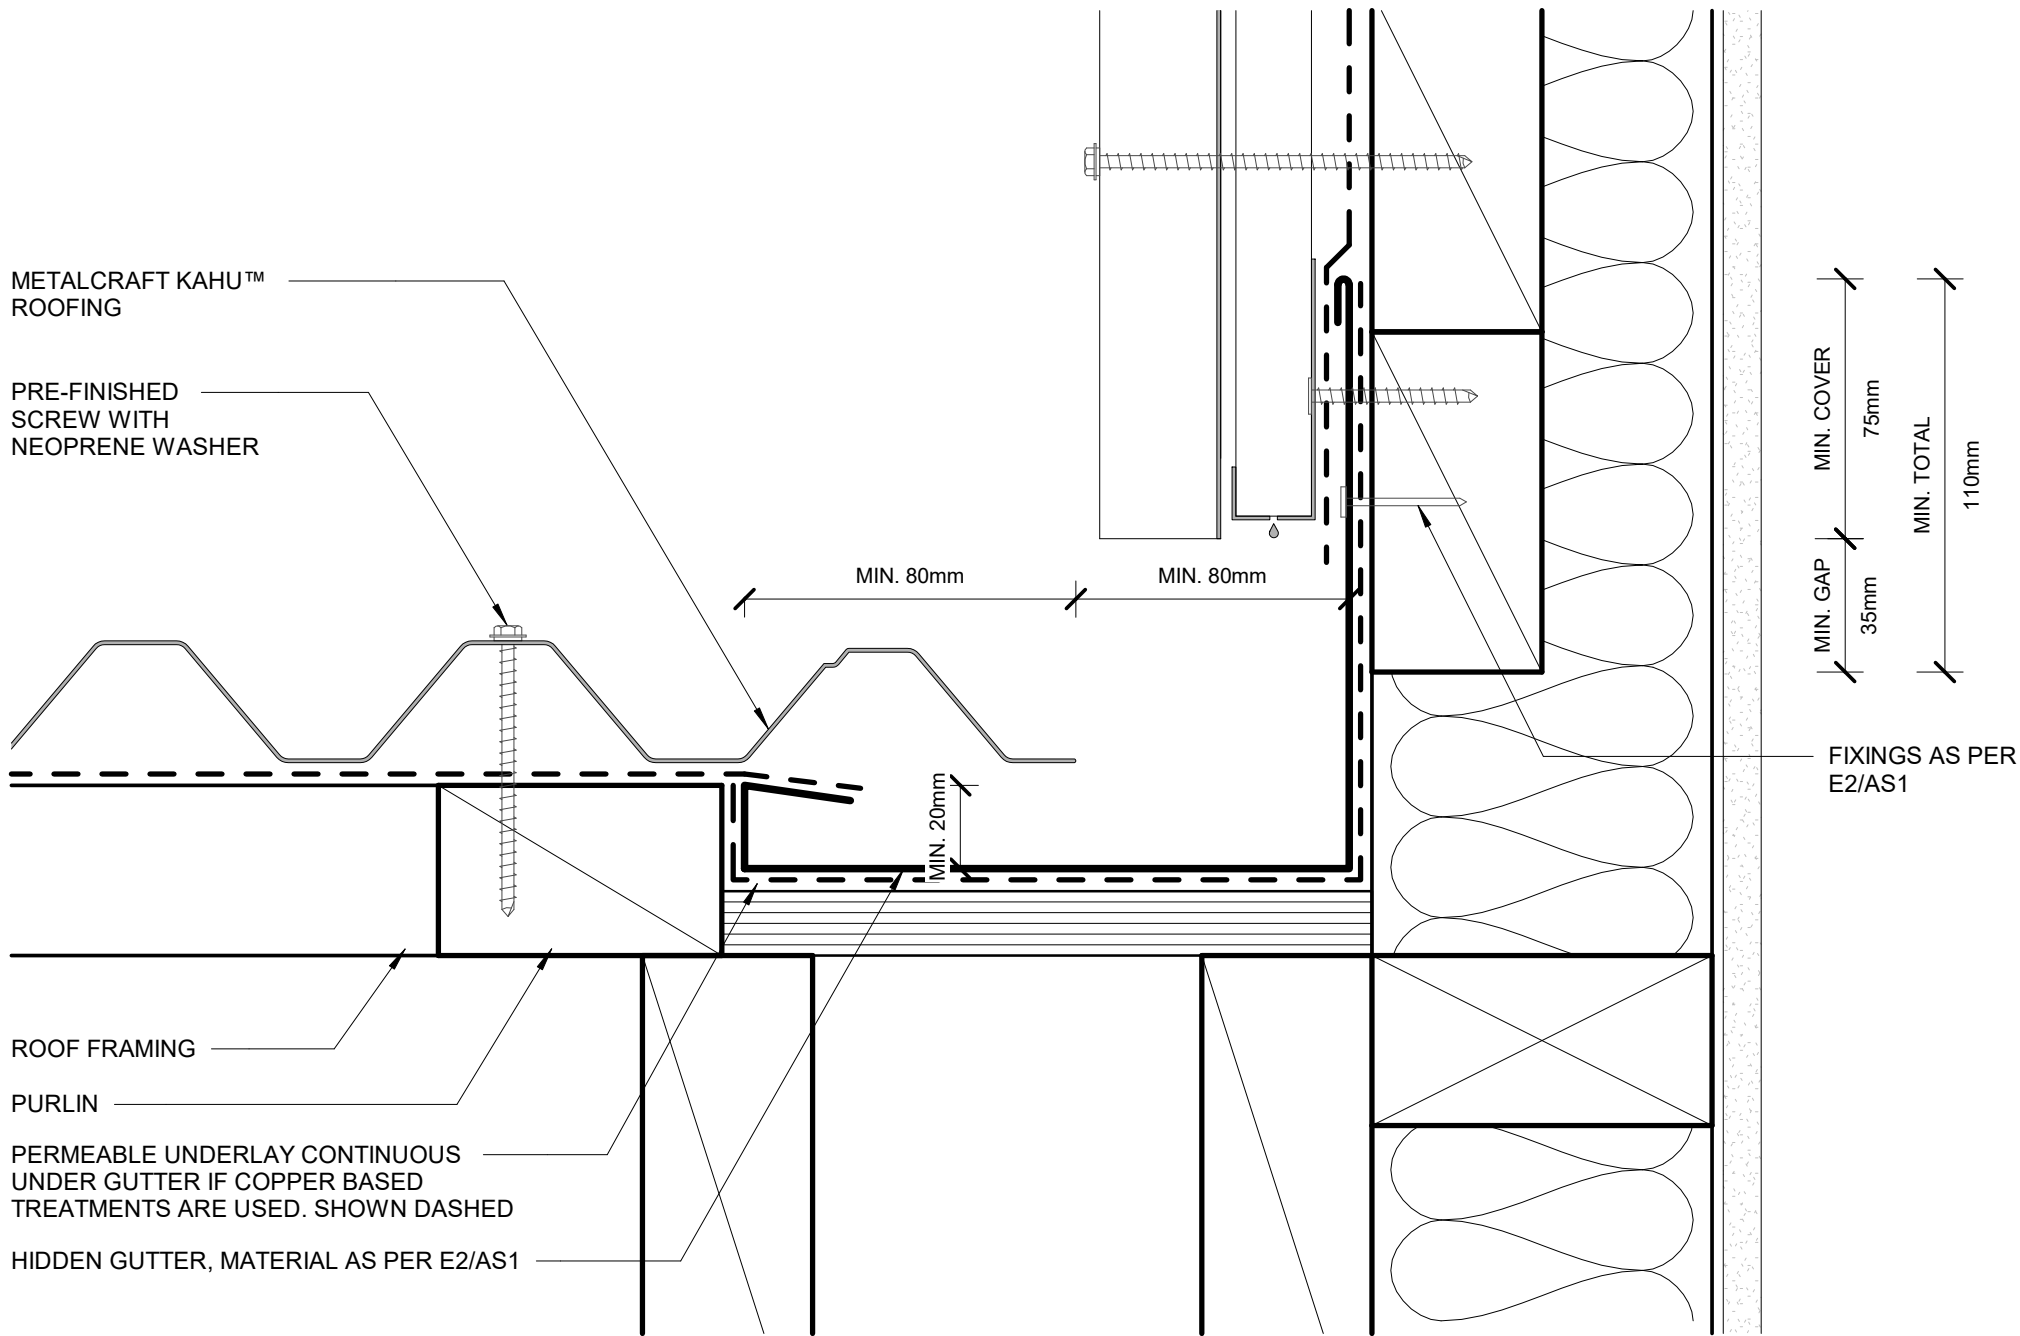 METALCRAFT KAHU™
ROOFING
PRE-FINISHED
SCREW WITH
NEOPRENE WASHER
MIN. 80mm
MIN. 80mm
MIN. 20mm
MIN. COVER
75mm
MIN. TOTAL
110mm
MIN. GAP
35mm
FIXINGS AS PER
E2/AS1
ROOF FRAMING
PURLIN
PERMEABLE UNDERLAY CONTINUOUS
UNDER GUTTER IF COPPER BASED
TREATMENTS ARE USED. SHOWN DASHED
HIDDEN GUTTER, MATERIAL AS PER E2/AS1